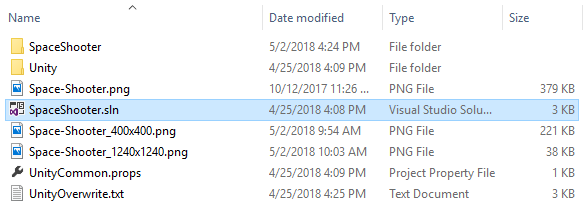 Name Date modified Type Size
SpaceShooter 5/2/2018 4:24 PM File folder
Unity 4/25/2018 4:09 PM File folder
Space-Shooter.png 10/12/2017 11:26 ... PNG File 379 KB
SpaceShooter.sln 4/25/2018 4:08 PM Visual Studio Solu... 3 KB
Space-Shooter_400x400.png 5/2/2018 9:54 AM PNG File 221 KB
Space-Shooter_1240x1240.png 5/2/2018 10:03 AM PNG File 38 KB
UnityCommon.props 4/25/2018 4:09 PM Project Property File 1 KB
UnityOverwrite.txt 4/25/2018 4:25 PM Text Document 3 KB